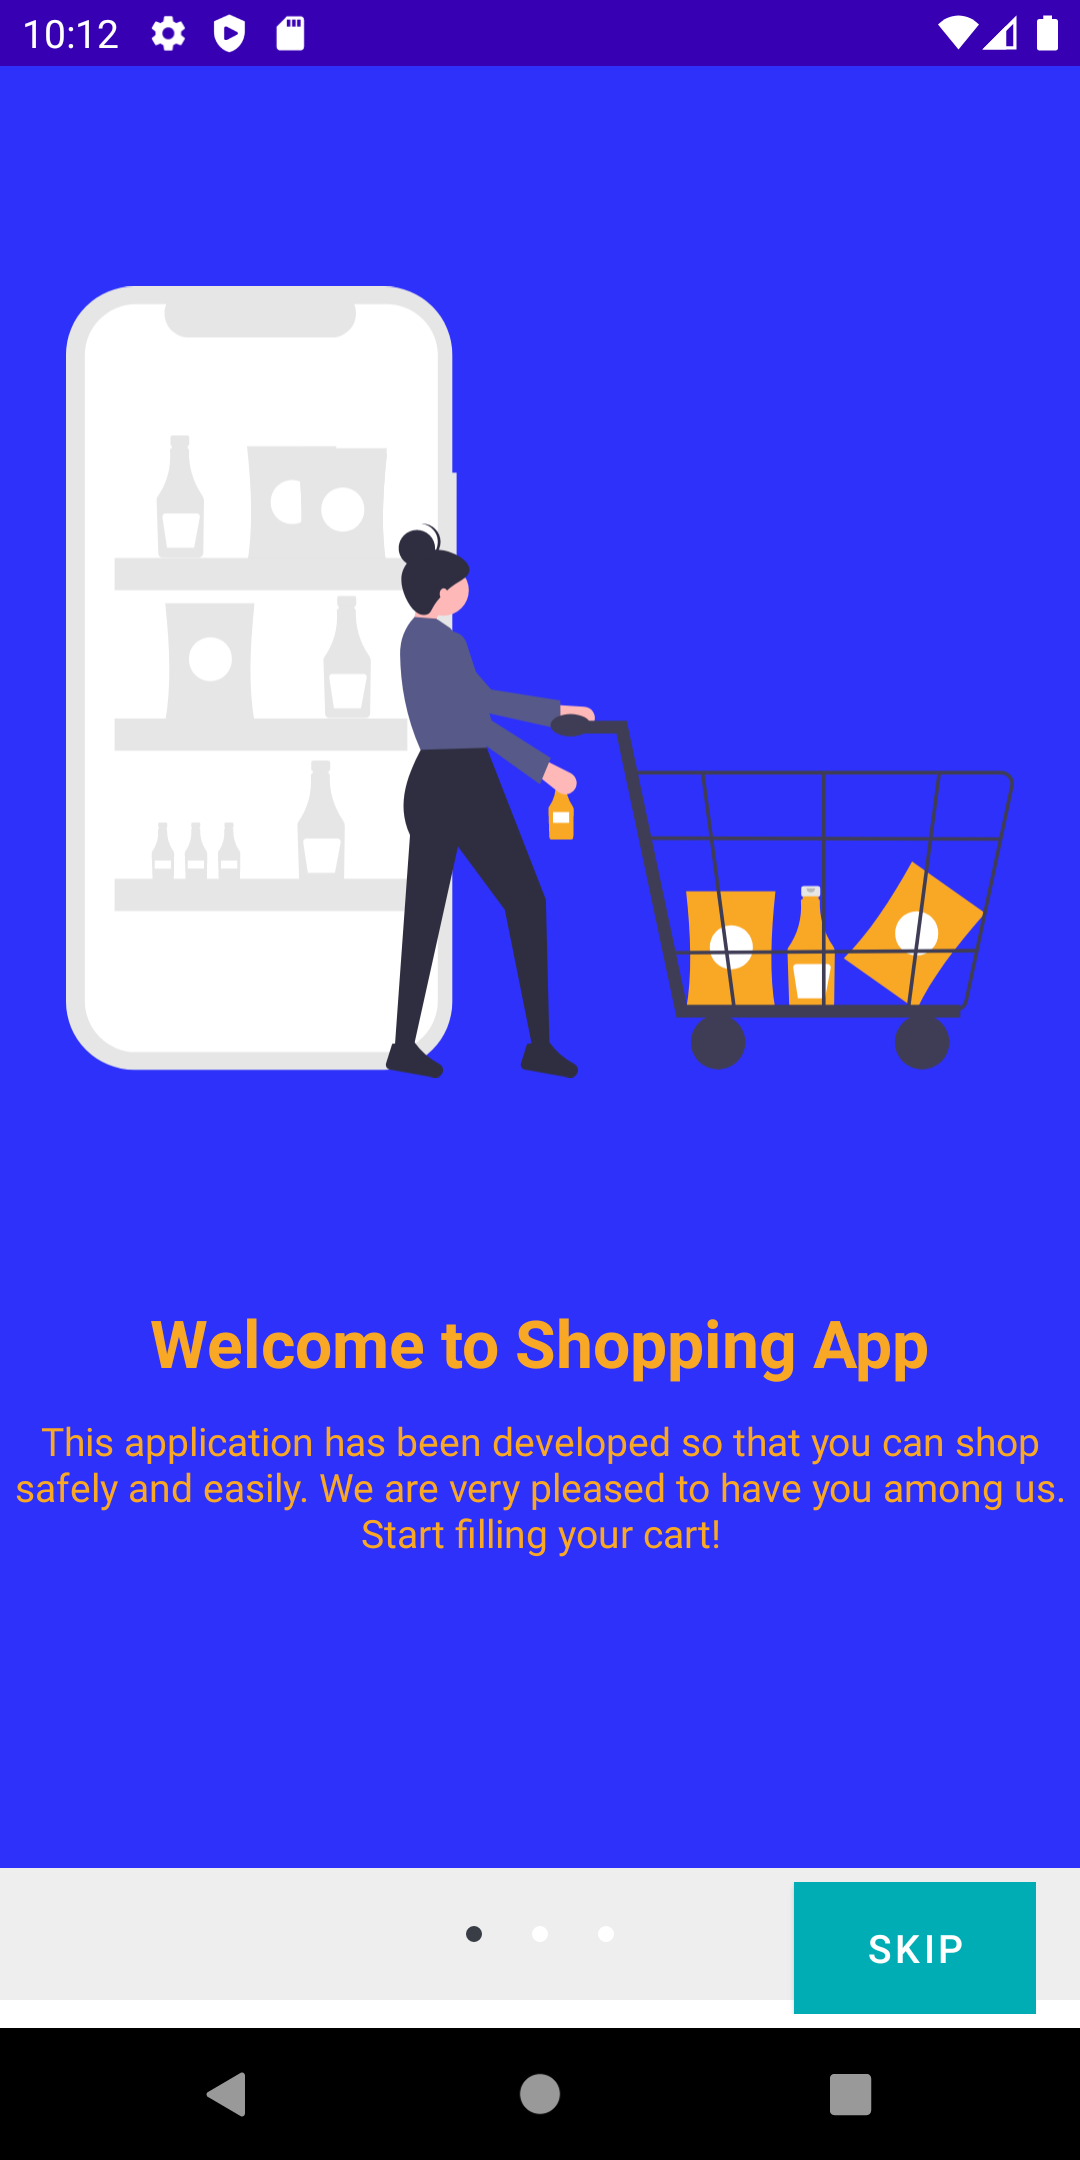 10:12
Welcome to Shopping App
This application has been developed so that you can shop
safely and easily. We are very pleased to have you among us.
Start filling your cart!
SKIP